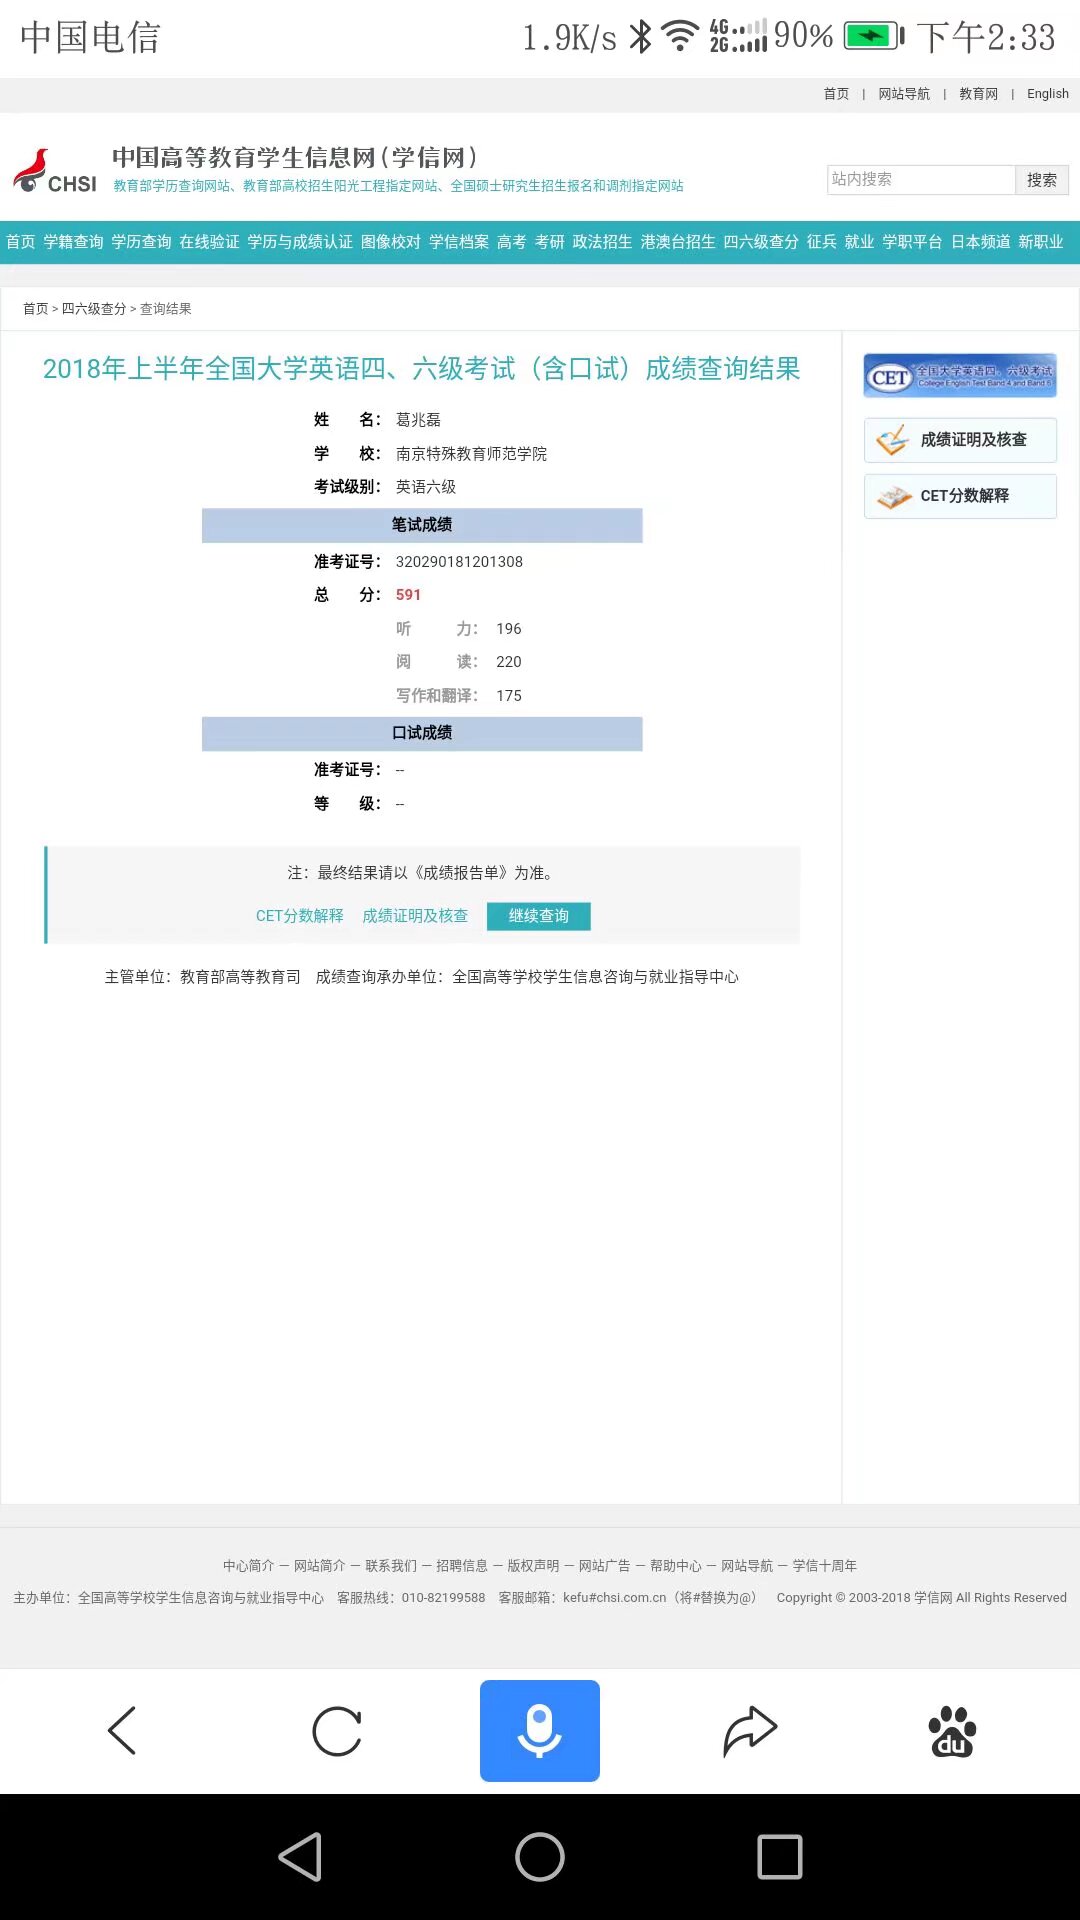 中国电信 1.9K/s 4G 2G 90% 下午2:33
首页 | 网站导航 | 教育网 | English
中国高等教育学生信息网(学信网)
CHSI 教育部学历查询网站、教育部高校招生阳光工程指定网站、全国硕士研究生招生报名和调剂指定网站
站内搜索 搜索
首页 学籍查询 学历查询 在线验证 学历与成绩认证 图像校对 学信档案 高考 考研 政法招生 港澳台招生 四六级查分 征兵 就业 学职平台 日本频道 新职业
首页 > 四六级查分 > 查询结果
2018年上半年全国大学英语四、六级考试（含口试）成绩查询结果
姓 名： 葛兆磊
学 校： 南京特殊教育师范学院
考试级别： 英语六级
笔试成绩
准考证号： 320290181201308
总 分： 591
听 力： 196
阅 读： 220
写作和翻译： 175
口试成绩
准考证号： --
等 级： --
注：最终结果请以《成绩报告单》为准。
CET分数解释 成绩证明及核查 继续查询
主管单位：教育部高等教育司 成绩查询承办单位：全国高等学校学生信息咨询与就业指导中心
CET 全国大学英语四、六级考试
College English Test Band 4 and Band 6
成绩证明及核查
CET分数解释
中心简介 － 网站简介 － 联系我们 － 招聘信息 － 版权声明 － 网站广告 － 帮助中心 － 网站导航 － 学信十周年
主办单位：全国高等学校学生信息咨询与就业指导中心 客服热线：010-82199588 客服邮箱：kefu#chsi.com.cn（将#替换为@） Copyright © 2003-2018 学信网 All Rights Reserved
du